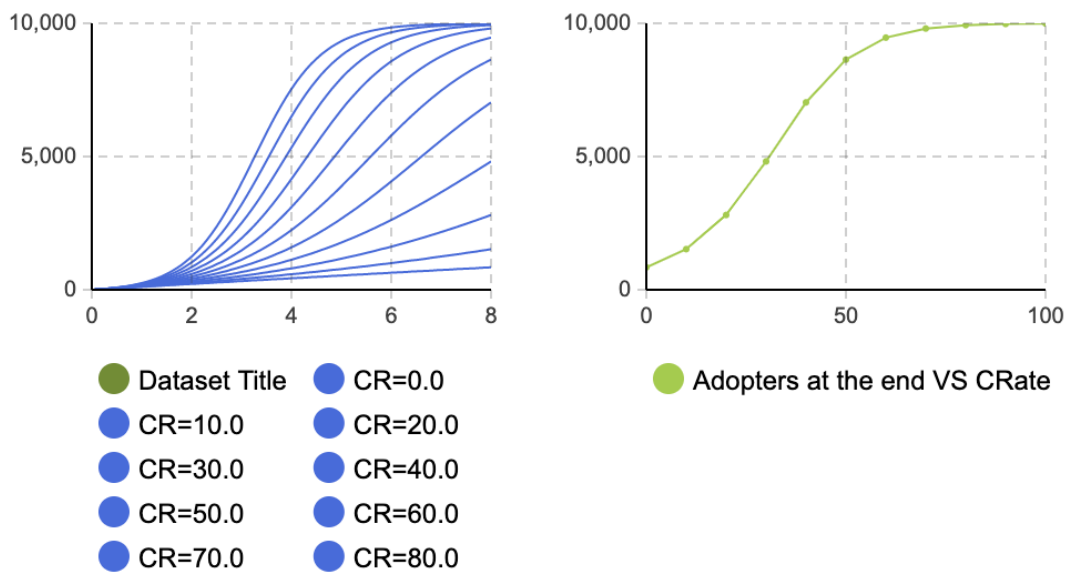 10,000
5,000
0
0 2 4 6 8
Dataset Title CR=0.0
CR=10.0 CR=20.0
CR=30.0 CR=40.0
CR=50.0 CR=60.0
CR=70.0 CR=80.0
10,000
5,000
0
0 50 100
Adopters at the end VS CRate